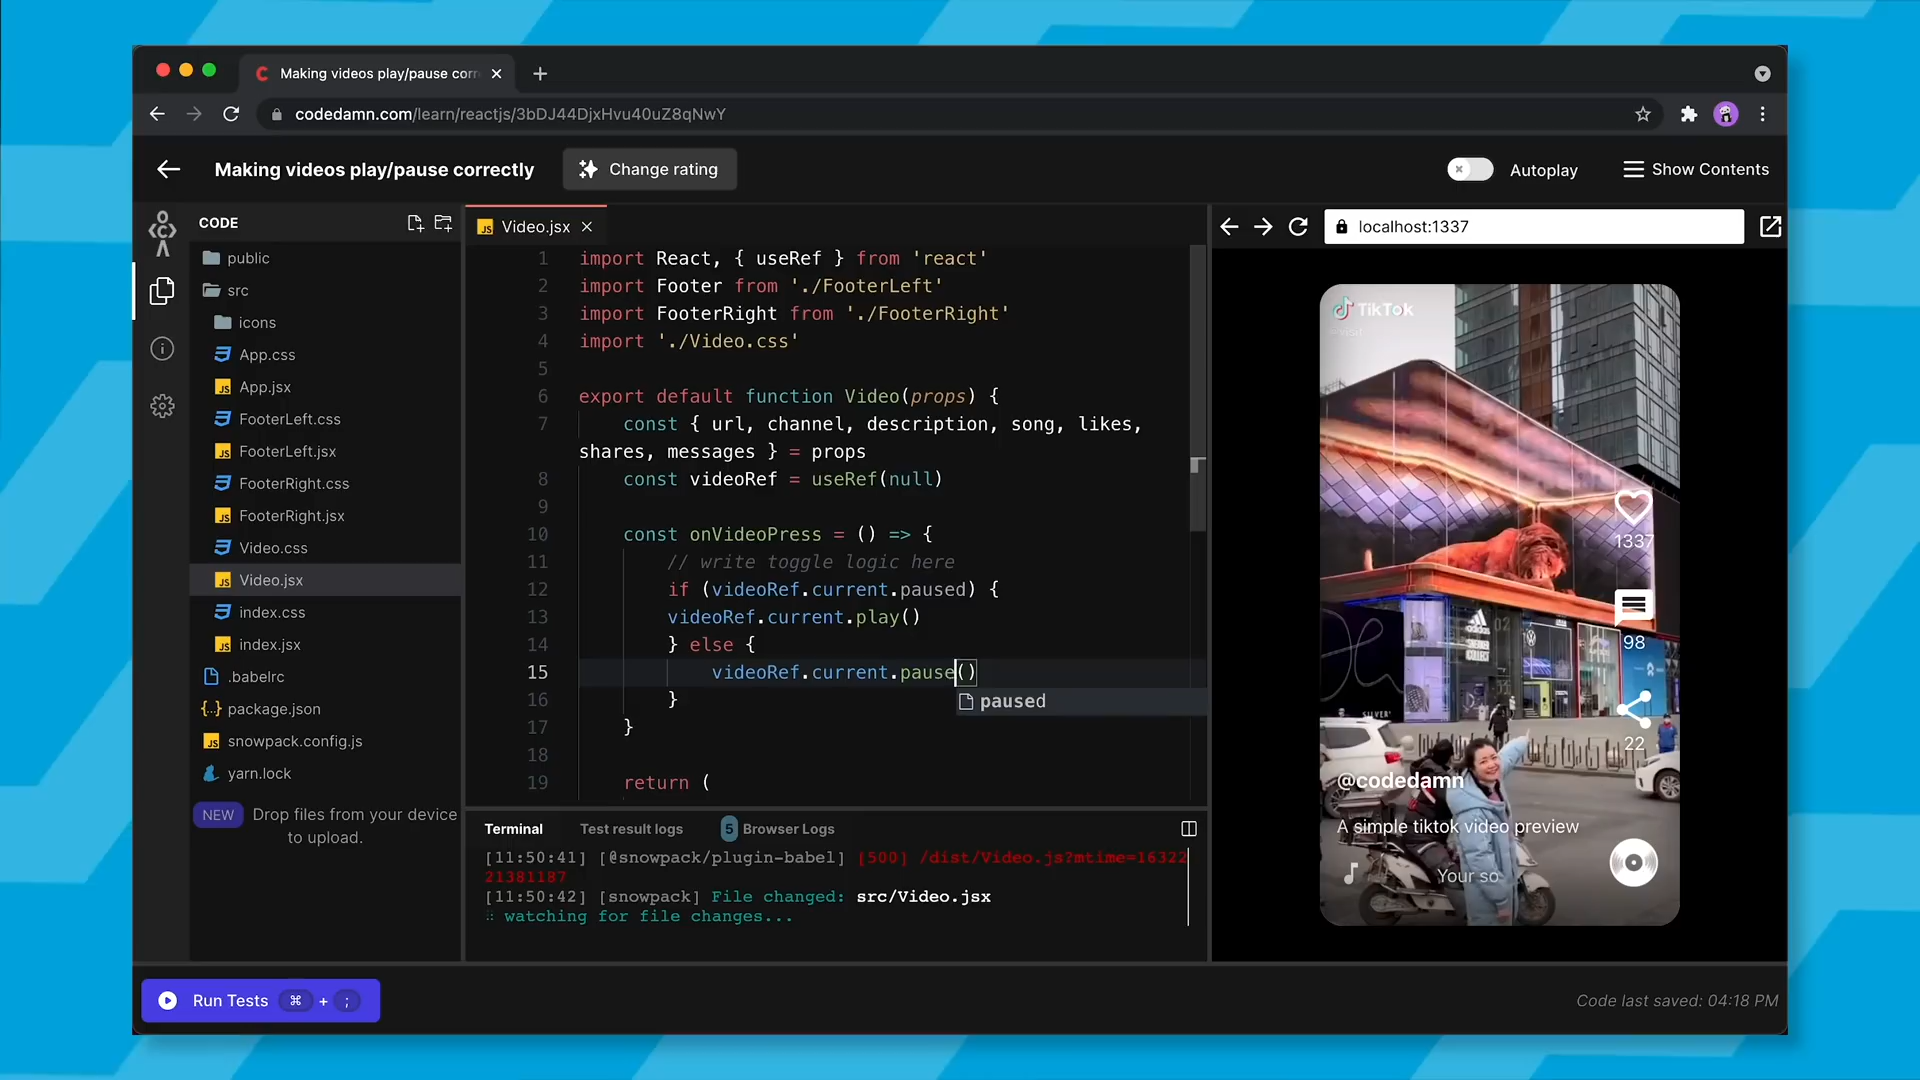 Making videos play/pause corr
codedamn.com/learn/reactjs/3bDJ44DjxHvu40uZ8qNwY
Making videos play/pause correctly
Change rating
Autoplay
Show Contents
CODE
public
src
icons
App.css
App.jsx
FooterLeft.css
FooterLeft.jsx
FooterRight.css
FooterRight.jsx
Video.css
Video.jsx
index.css
index.jsx
.babelrc
package.json
snowpack.config.js
yarn.lock
NEW Drop files from your device
to upload.
Video.jsx
1 import React, { useRef } from 'react'
2 import Footer from './FooterLeft'
3 import FooterRight from './FooterRight'
4 import './Video.css'
5
6 export default function Video(props) {
7 const { url, channel, description, song, likes,
shares, messages } = props
8 const videoRef = useRef(null)
9
10 const onVideoPress = () => {
11 // write toggle logic here
12 if (videoRef.current.paused) {
13 videoRef.current.play()
14 } else {
15 videoRef.current.pause()
paused
16 }
17 }
18
19 return (
Terminal Test result logs 5 Browser Logs
[11:50:41] [@snowpack/plugin-babel] [500] /dist/Video.js?mtime=16322
21381187
[11:50:42] [snowpack] File changed: src/Video.jsx
watching for file changes...
localhost:1337
TikTok
1337
adidas
98
22
@codedamn
A simple tiktok video preview
Your so
Run Tests ⌘ + ;
Code last saved: 04:18 PM